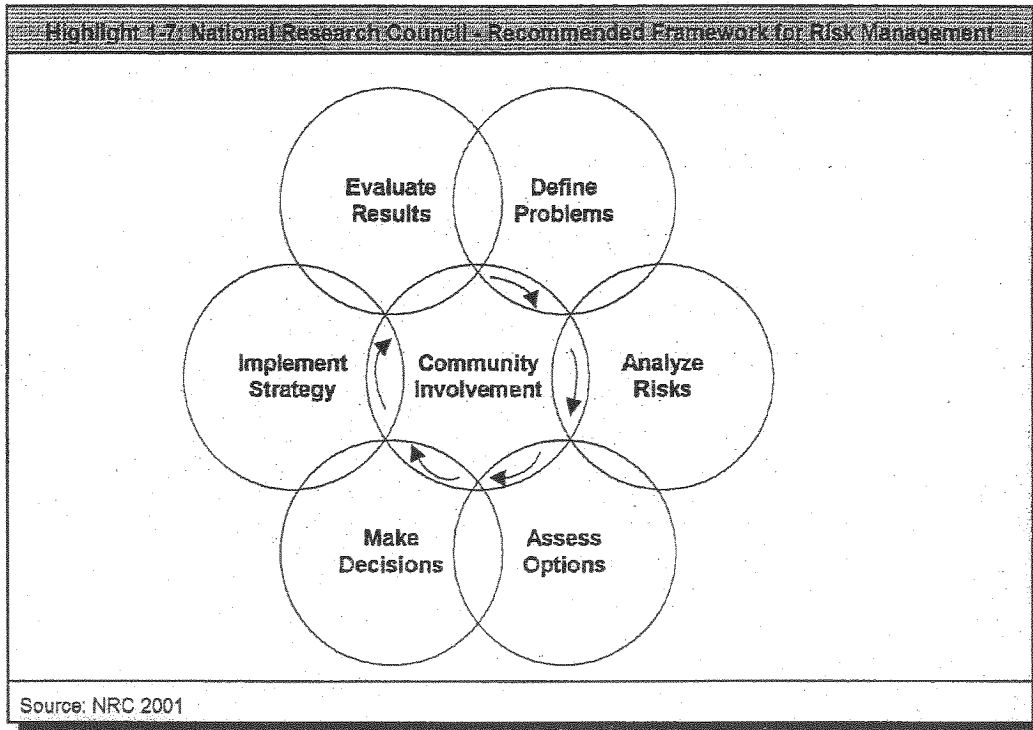 Highlight 1-7: National Research Council - Recommended Framework for Risk Management
Evaluate
Results
Define
Problems
Implement
Strategy
Community
Involvement
Analyze
Risks
Make
Decisions
Assess
Options
Source: NRC 2001